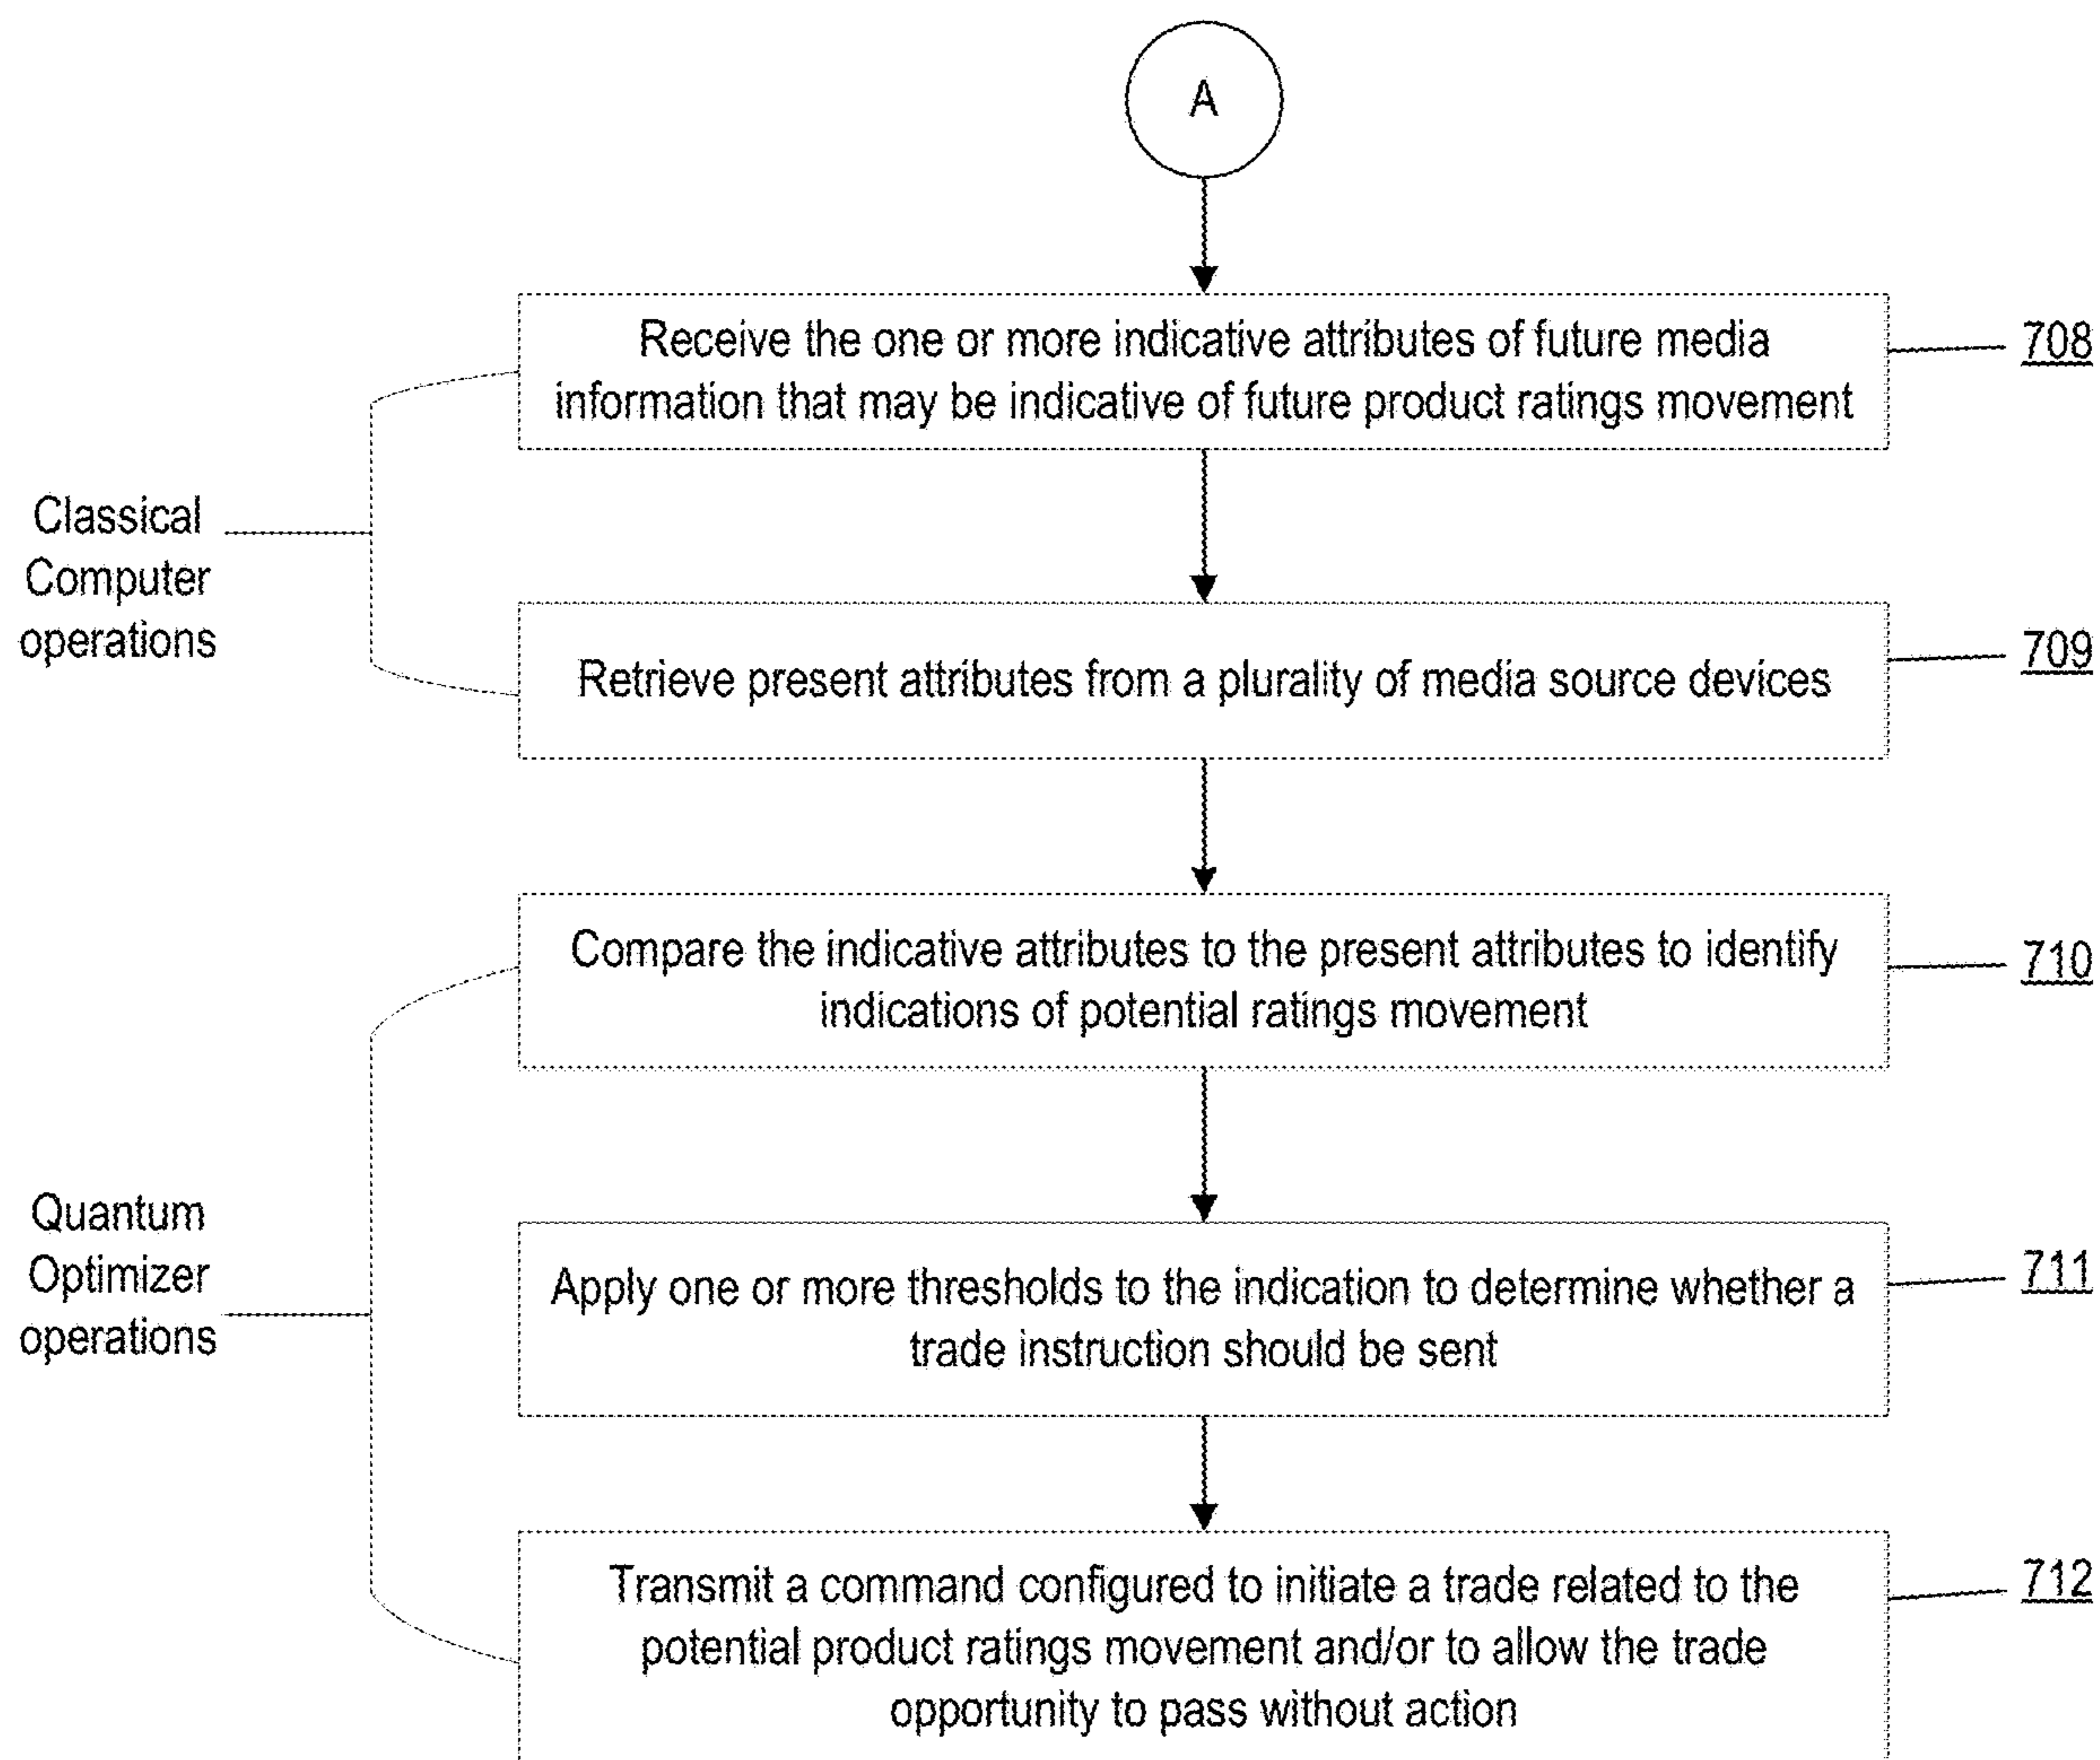 A
Receive the one or more indicative attributes of future media
information that may be indicative of future product ratings movement
708
Classical
Computer
operations
Retrieve present attributes from a plurality of media source devices
709
Compare the indicative attributes to the present attributes to identify
indications of potential ratings movement
710
Quantum
Optimizer
operations
Apply one or more thresholds to the indication to determine whether a
trade instruction should be sent
711
Transmit a command configured to initiate a trade related to the
potential product ratings movement and/or to allow the trade
opportunity to pass without action
712